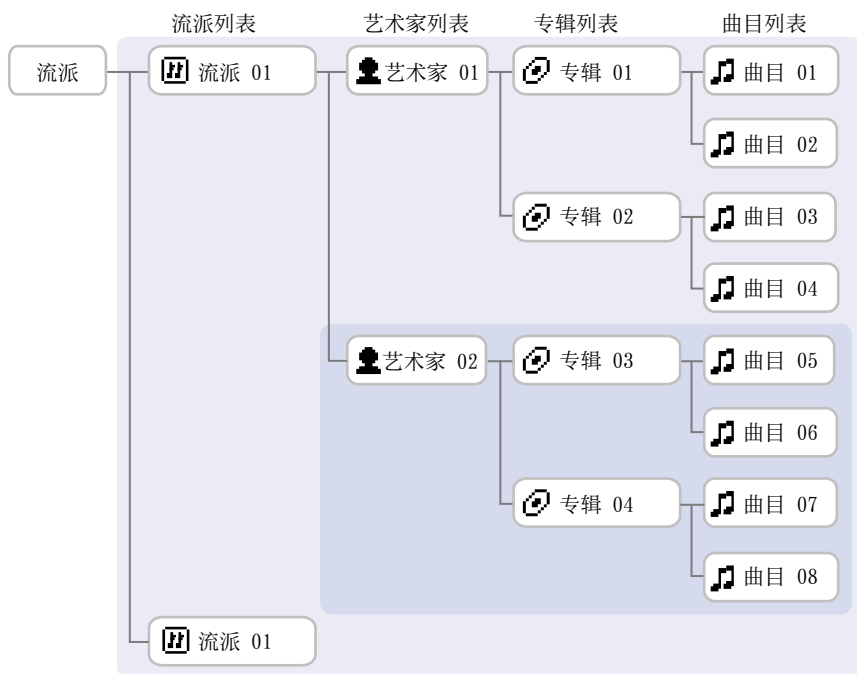 流派列表 艺术家列表 专辑列表 曲目列表
流派 流派 01 艺术家 01 专辑 01 曲目 01
曲目 02
专辑 02 曲目 03
曲目 04
艺术家 02 专辑 03 曲目 05
曲目 06
专辑 04 曲目 07
曲目 08
流派 01